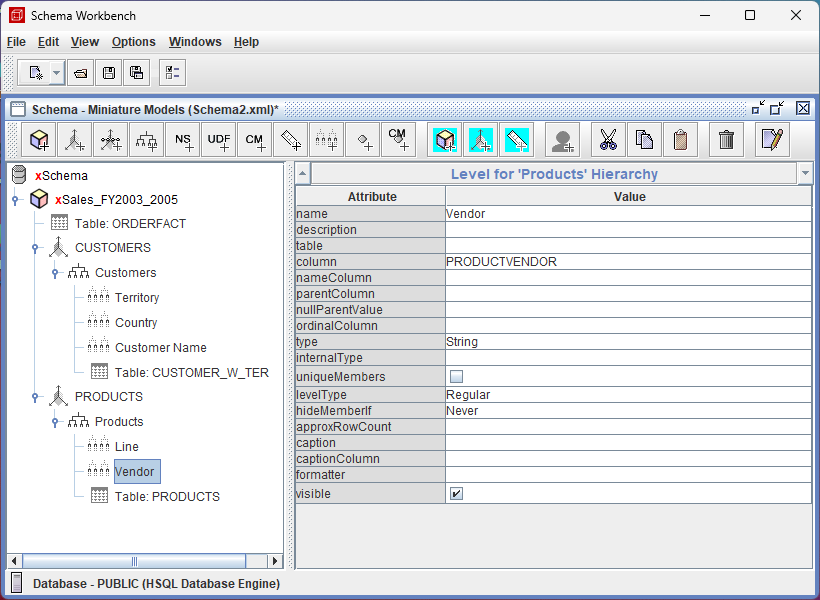 Schema Workbench
File Edit View Options Windows Help
Schema - Miniature Models (Schema2.xml)*
NS UDF CM CM
xSchema
xSales_FY2003_2005
Table: ORDERFACT
CUSTOMERS
Customers
Territory
Country
Customer Name
Table: CUSTOMER_W_TER
PRODUCTS
Products
Line
Vendor
Table: PRODUCTS
Level for 'Products' Hierarchy
Attribute Value
name Vendor
description
table
column PRODUCTVENDOR
nameColumn
parentColumn
nullParentValue
ordinalColumn
type String
internalType
uniqueMembers
levelType Regular
hideMemberIf Never
approxRowCount
caption
captionColumn
formatter
visible
Database - PUBLIC (HSQL Database Engine)